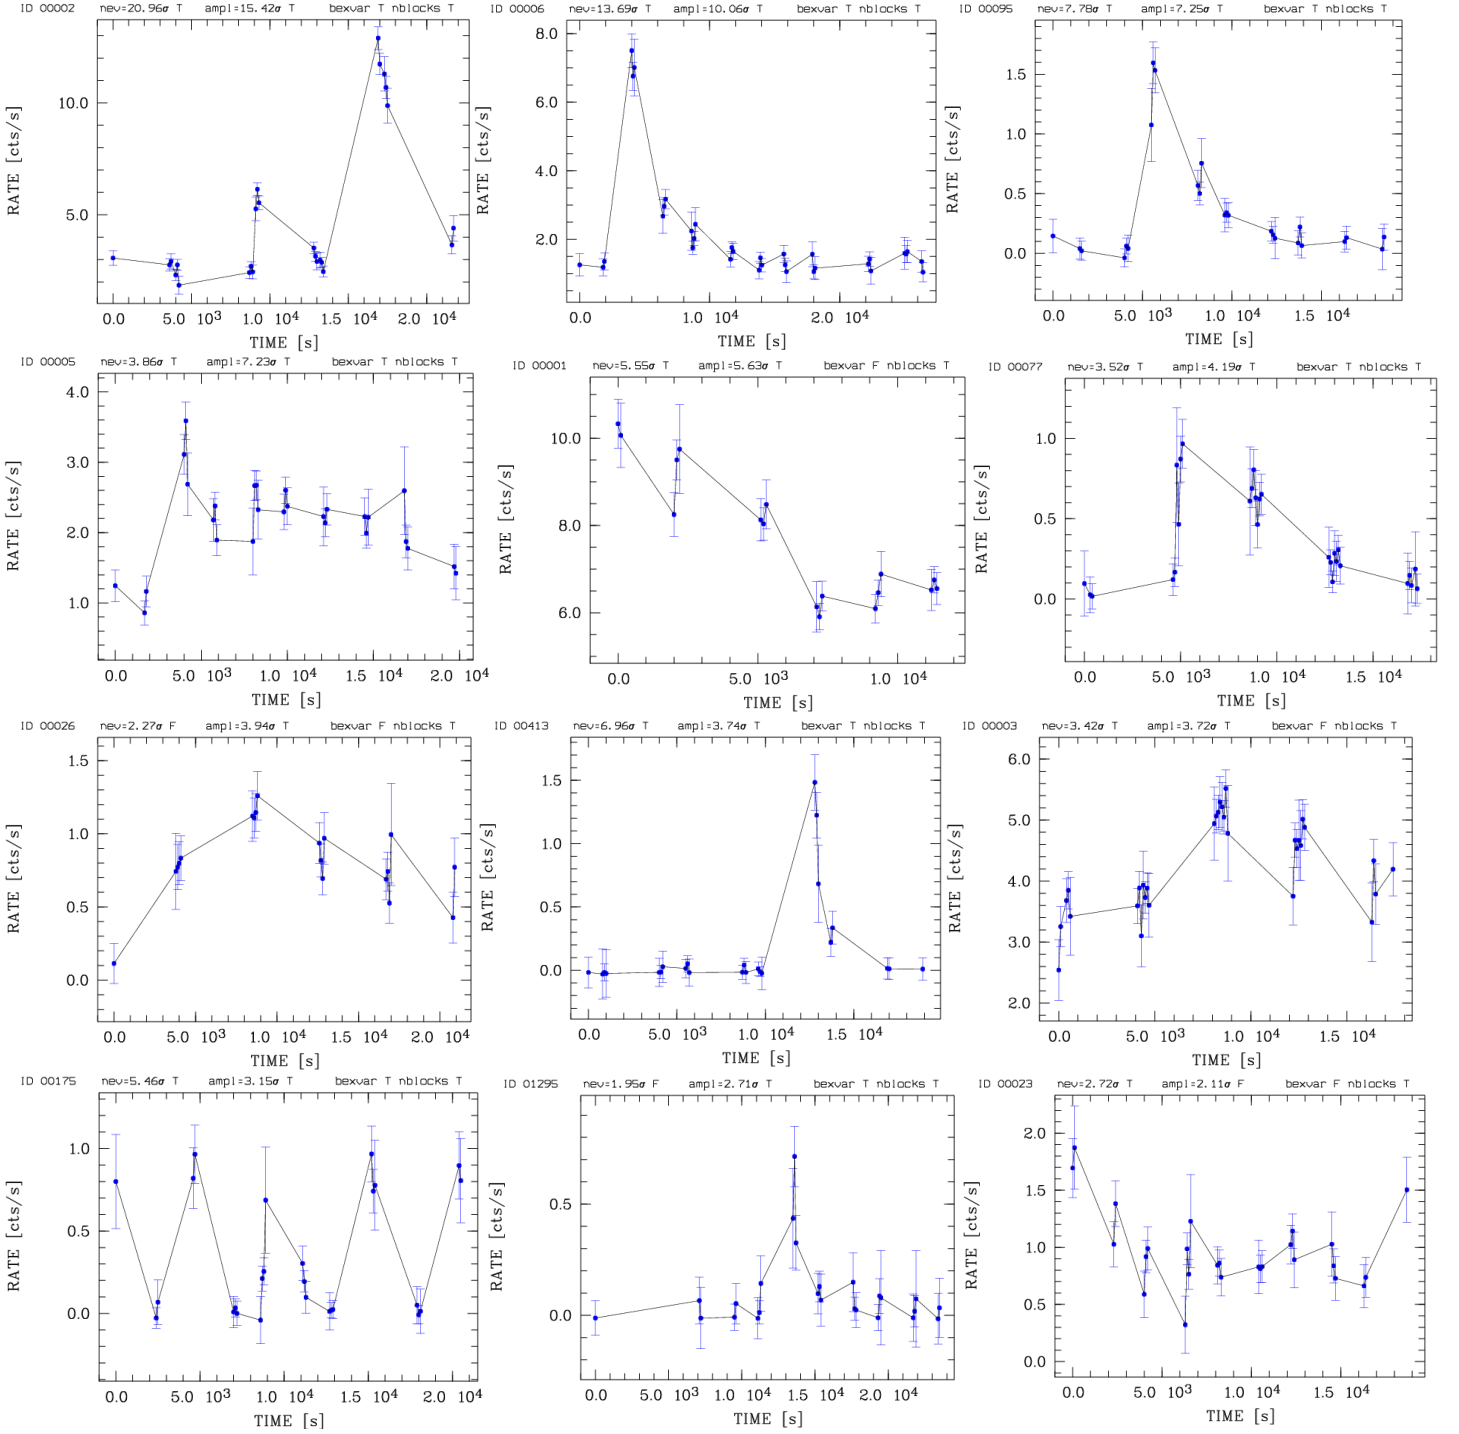 ID 00002 nev=20.96σ T ampl=15.42σ T bexvar T nblocks T
RATE [cts/s]
10.0
5.0
0.0 5.0 10³ 1.0 10⁴ 2.0 10⁴
TIME [s]
ID 00006 nev=13.69σ T ampl=10.06σ T bexvar T nblocks T
RATE [cts/s]
8.0
6.0
4.0
2.0
0.0 1.0 10⁴ 2.0 10⁴
TIME [s]
ID 00095 nev=7.78σ T ampl=7.25σ T bexvar T nblocks T
RATE [cts/s]
1.5
1.0
0.5
0.0
0.0 5.0 10³ 1.0 10⁴ 1.5 10⁴
TIME [s]
ID 00005 nev=3.86σ T ampl=7.23σ T bexvar T nblocks T
RATE [cts/s]
4.0
3.0
2.0
1.0
0.0 5.0 10³ 1.0 10⁴ 1.5 10⁴ 2.0 10⁴
TIME [s]
ID 00001 nev=5.55σ T ampl=5.63σ T bexvar F nblocks T
RATE [cts/s]
10.0
8.0
6.0
0.0 5.0 10³ 1.0 10⁴
TIME [s]
ID 00077 nev=3.52σ T ampl=4.19σ T bexvar T nblocks T
RATE [cts/s]
1.0
0.5
0.0
0.0 5.0 10³ 1.0 10⁴ 1.5 10⁴
TIME [s]
ID 00026 nev=2.27σ F ampl=3.94σ T bexvar F nblocks T
RATE [cts/s]
1.5
1.0
0.5
0.0
0.0 5.0 10³ 1.0 10⁴ 1.5 10⁴ 2.0 10⁴
TIME [s]
ID 00413 nev=6.96σ T ampl=3.74σ T bexvar T nblocks T
RATE [cts/s]
1.5
1.0
0.5
0.0
0.0 5.0 10³ 1.0 10⁴ 1.5 10⁴
TIME [s]
ID 00003 nev=3.42σ T ampl=3.72σ T bexvar F nblocks T
RATE [cts/s]
6.0
5.0
4.0
3.0
2.0
0.0 5.0 10³ 1.0 10⁴ 1.5 10⁴
TIME [s]
ID 00175 nev=5.46σ T ampl=3.15σ T bexvar T nblocks T
RATE [cts/s]
1.0
0.5
0.0
0.0 5.0 10³ 1.0 10⁴ 1.5 10⁴ 2.0 10⁴
TIME [s]
ID 01295 nev=1.95σ F ampl=2.71σ T bexvar T nblocks T
RATE [cts/s]
0.5
0.0
0.0 5.0 10³ 1.0 10⁴ 1.5 10⁴ 2.0 10⁴
TIME [s]
ID 00023 nev=2.72σ T ampl=2.11σ F bexvar F nblocks T
RATE [cts/s]
2.0
1.5
1.0
0.5
0.0
0.0 5.0 10³ 1.0 10⁴ 1.5 10⁴
TIME [s]